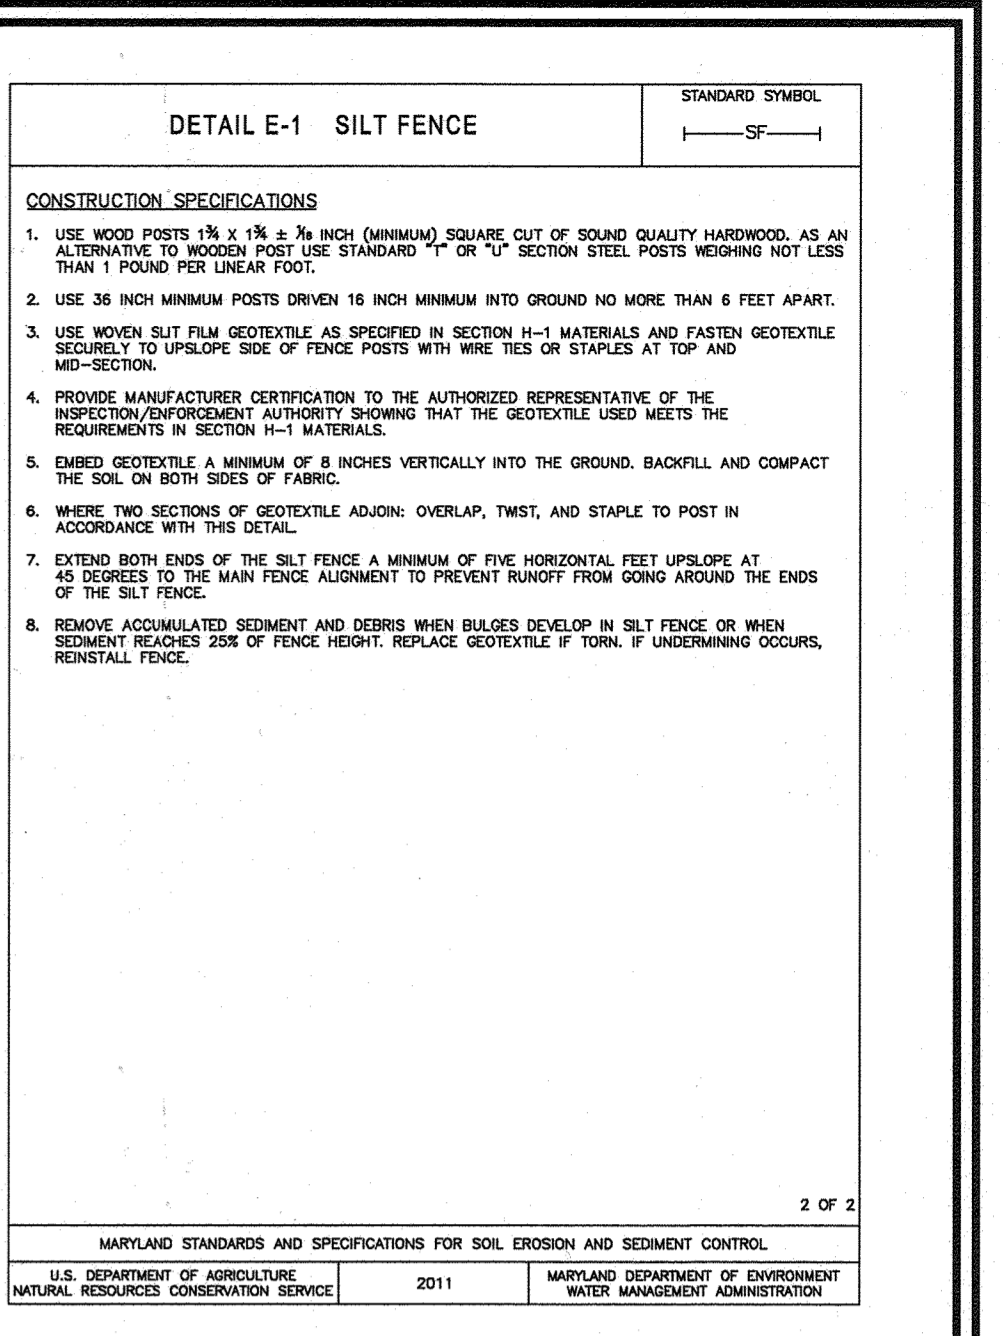 DETAIL E-1 SILT FENCE
STANDARD SYMBOL
SF
CONSTRUCTION SPECIFICATIONS
1. USE WOOD POSTS 1¾ X 1¾ ± 1/16 INCH (MINIMUM) SQUARE CUT OF SOUND QUALITY HARDWOOD. AS AN
ALTERNATIVE TO WOODEN POST USE STANDARD "T" OR "U" SECTION STEEL POSTS WEIGHING NOT LESS
THAN 1 POUND PER LINEAR FOOT.
2. USE 36 INCH MINIMUM POSTS DRIVEN 16 INCH MINIMUM INTO GROUND NO MORE THAN 6 FEET APART.
3. USE WOVEN SLIT FILM GEOTEXTILE AS SPECIFIED IN SECTION H-1 MATERIALS AND FASTEN GEOTEXTILE
SECURELY TO UPSLOPE SIDE OF FENCE POSTS WITH WIRE TIES OR STAPLES AT TOP AND
MID-SECTION.
4. PROVIDE MANUFACTURER CERTIFICATION TO THE AUTHORIZED REPRESENTATIVE OF THE
INSPECTION/ENFORCEMENT AUTHORITY SHOWING THAT THE GEOTEXTILE USED MEETS THE
REQUIREMENTS IN SECTION H-1 MATERIALS.
5. EMBED GEOTEXTILE A MINIMUM OF 8 INCHES VERTICALLY INTO THE GROUND. BACKFILL AND COMPACT
THE SOIL ON BOTH SIDES OF FABRIC.
6. WHERE TWO SECTIONS OF GEOTEXTILE ADJOIN: OVERLAP, TWIST, AND STAPLE TO POST IN
ACCORDANCE WITH THIS DETAIL.
7. EXTEND BOTH ENDS OF THE SILT FENCE A MINIMUM OF FIVE HORIZONTAL FEET UPSLOPE AT
45 DEGREES TO THE MAIN FENCE ALIGNMENT TO PREVENT RUNOFF FROM GOING AROUND THE ENDS
OF THE SILT FENCE.
8. REMOVE ACCUMULATED SEDIMENT AND DEBRIS WHEN BULGES DEVELOP IN SILT FENCE OR WHEN
SEDIMENT REACHES 25% OF FENCE HEIGHT. REPLACE GEOTEXTILE IF TORN. IF UNDERMINING OCCURS,
REINSTALL FENCE.
2 OF 2
MARYLAND STANDARDS AND SPECIFICATIONS FOR SOIL EROSION AND SEDIMENT CONTROL
U.S. DEPARTMENT OF AGRICULTURE
NATURAL RESOURCES CONSERVATION SERVICE
2011
MARYLAND DEPARTMENT OF ENVIRONMENT
WATER MANAGEMENT ADMINISTRATION